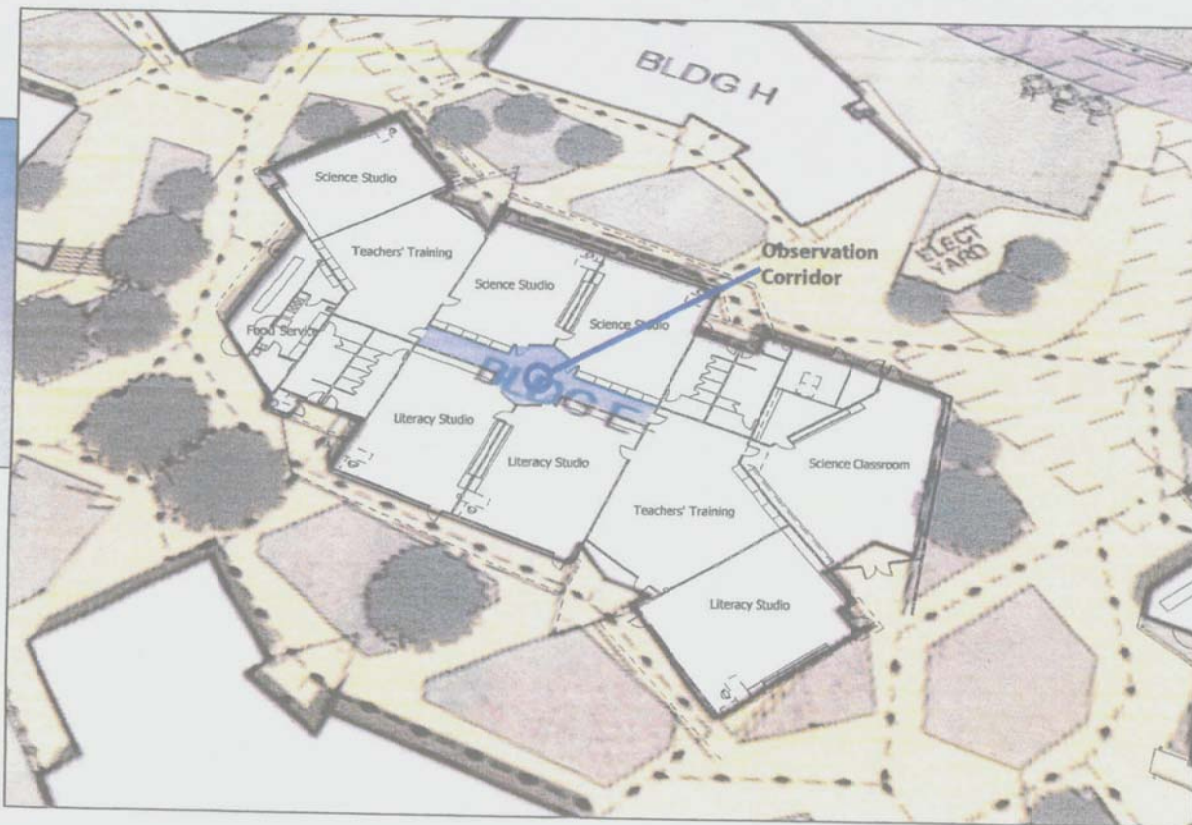 BLDG H
Science Studio
Teachers' Training
Observation
Corridor
ELECT
YARD
Science Studio
Science Studio
Food Service
BLDG E
Literacy Studio
Literacy Studio
Science Classroom
Teachers' Training
Literacy Studio